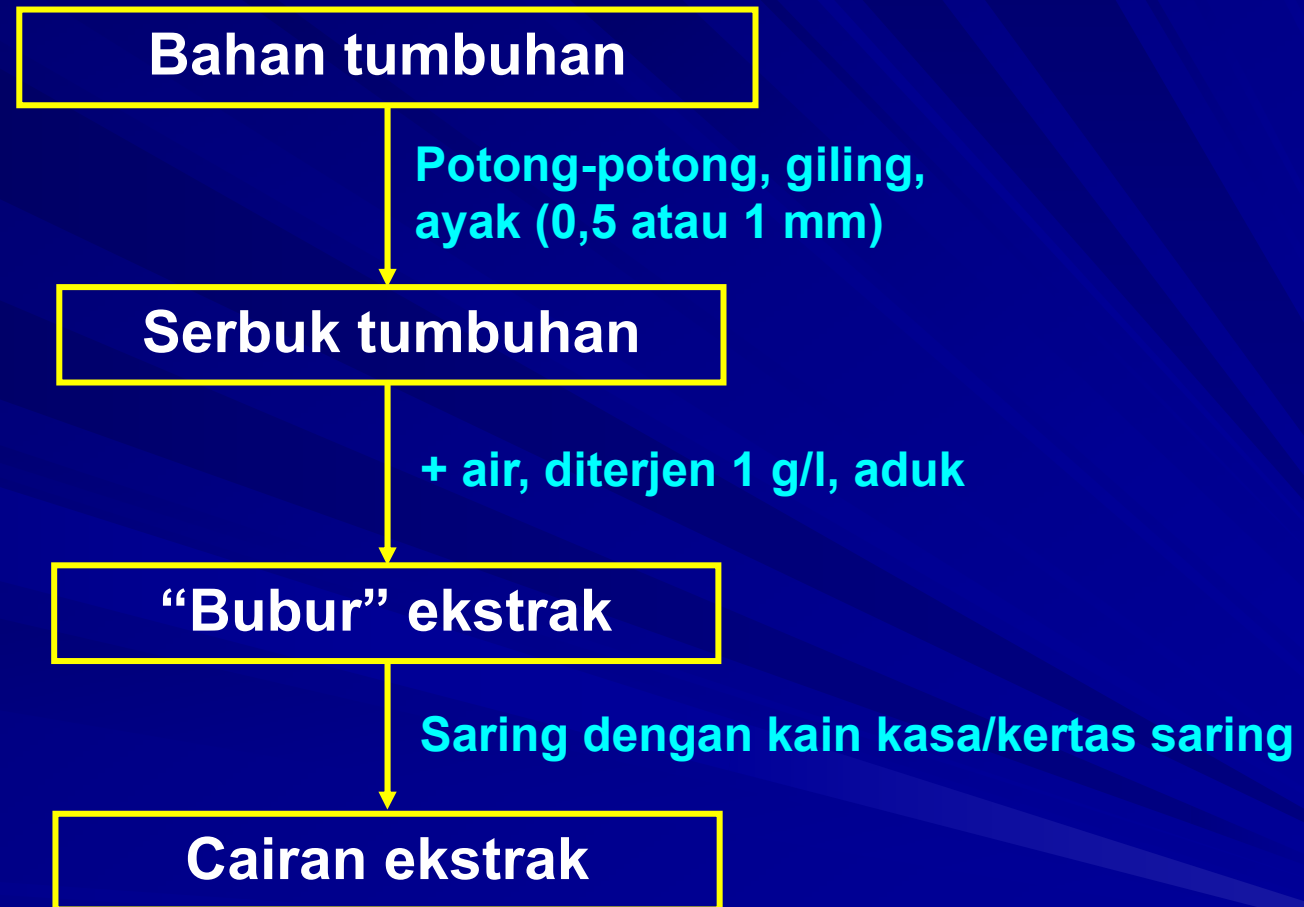 Bahan tumbuhan
Potong-potong, giling,
ayak (0,5 atau 1 mm)
Serbuk tumbuhan
+ air, diterjen 1 g/l, aduk
“Bubur” ekstrak
Saring dengan kain kasa/kertas saring
Cairan ekstrak